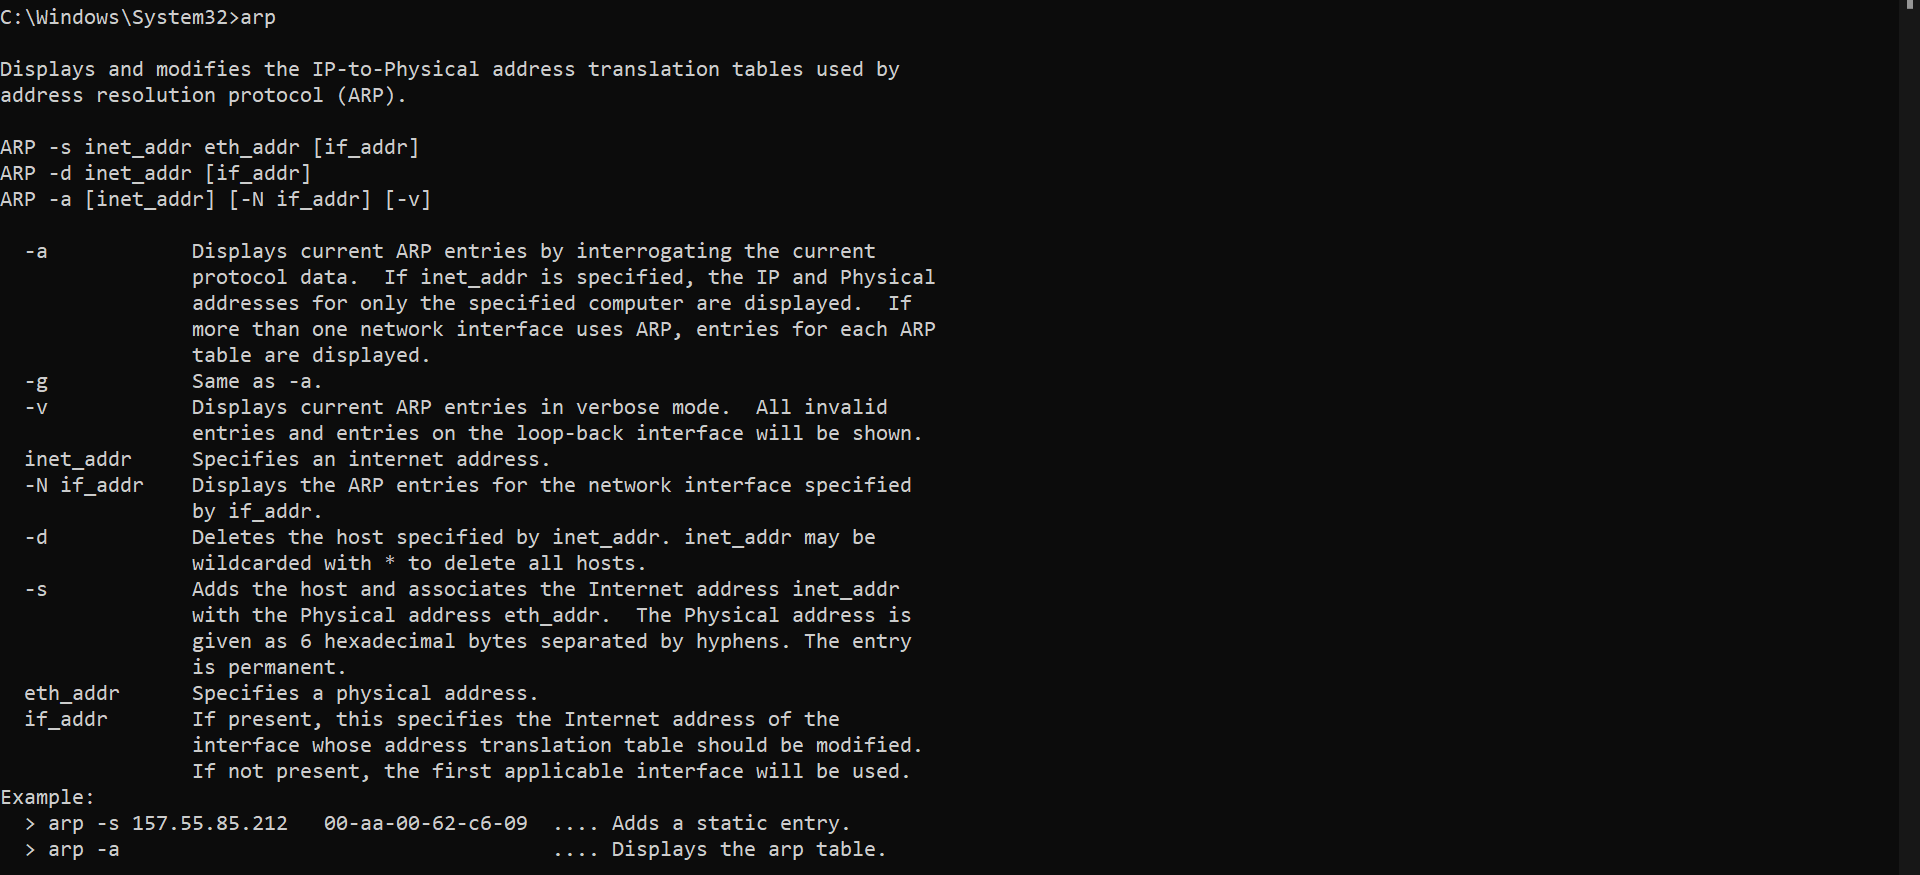 C:\Windows\System32>arp

Displays and modifies the IP-to-Physical address translation tables used by
address resolution protocol (ARP).

ARP -s inet_addr eth_addr [if_addr]
ARP -d inet_addr [if_addr]
ARP -a [inet_addr] [-N if_addr] [-v]

  -a            Displays current ARP entries by interrogating the current
                protocol data.  If inet_addr is specified, the IP and Physical
                addresses for only the specified computer are displayed.  If
                more than one network interface uses ARP, entries for each ARP
                table are displayed.
  -g            Same as -a.
  -v            Displays current ARP entries in verbose mode.  All invalid
                entries and entries on the loop-back interface will be shown.
  inet_addr     Specifies an internet address.
  -N if_addr    Displays the ARP entries for the network interface specified
                by if_addr.
  -d            Deletes the host specified by inet_addr. inet_addr may be
                wildcarded with * to delete all hosts.
  -s            Adds the host and associates the Internet address inet_addr
                with the Physical address eth_addr.  The Physical address is
                given as 6 hexadecimal bytes separated by hyphens. The entry
                is permanent.
  eth_addr      Specifies a physical address.
  if_addr       If present, this specifies the Internet address of the
                interface whose address translation table should be modified.
                If not present, the first applicable interface will be used.
Example:
  > arp -s 157.55.85.212   00-aa-00-62-c6-09  .... Adds a static entry.
  > arp -a                                    .... Displays the arp table.